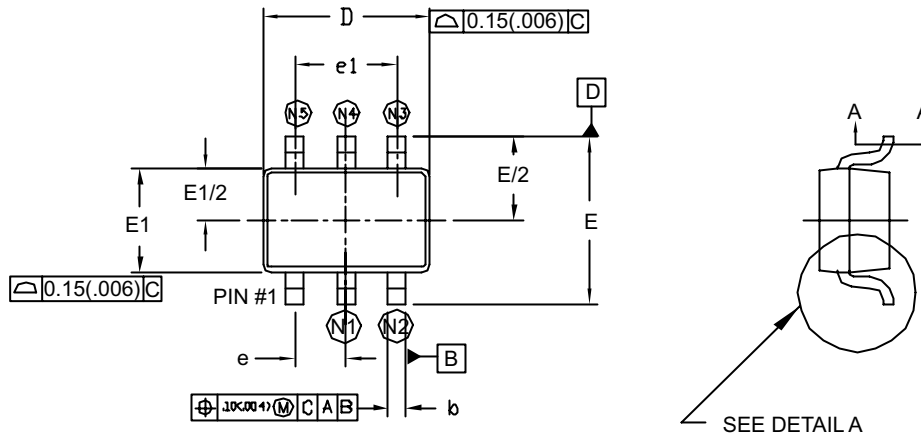 D
0.15(.006) C
e1
D
N5 N4 N3
A A
E1/2
E/2
E1
E
0.15(.006) C
PIN #1
N1 N2
e
B
M C A B
b
SEE DETAIL A